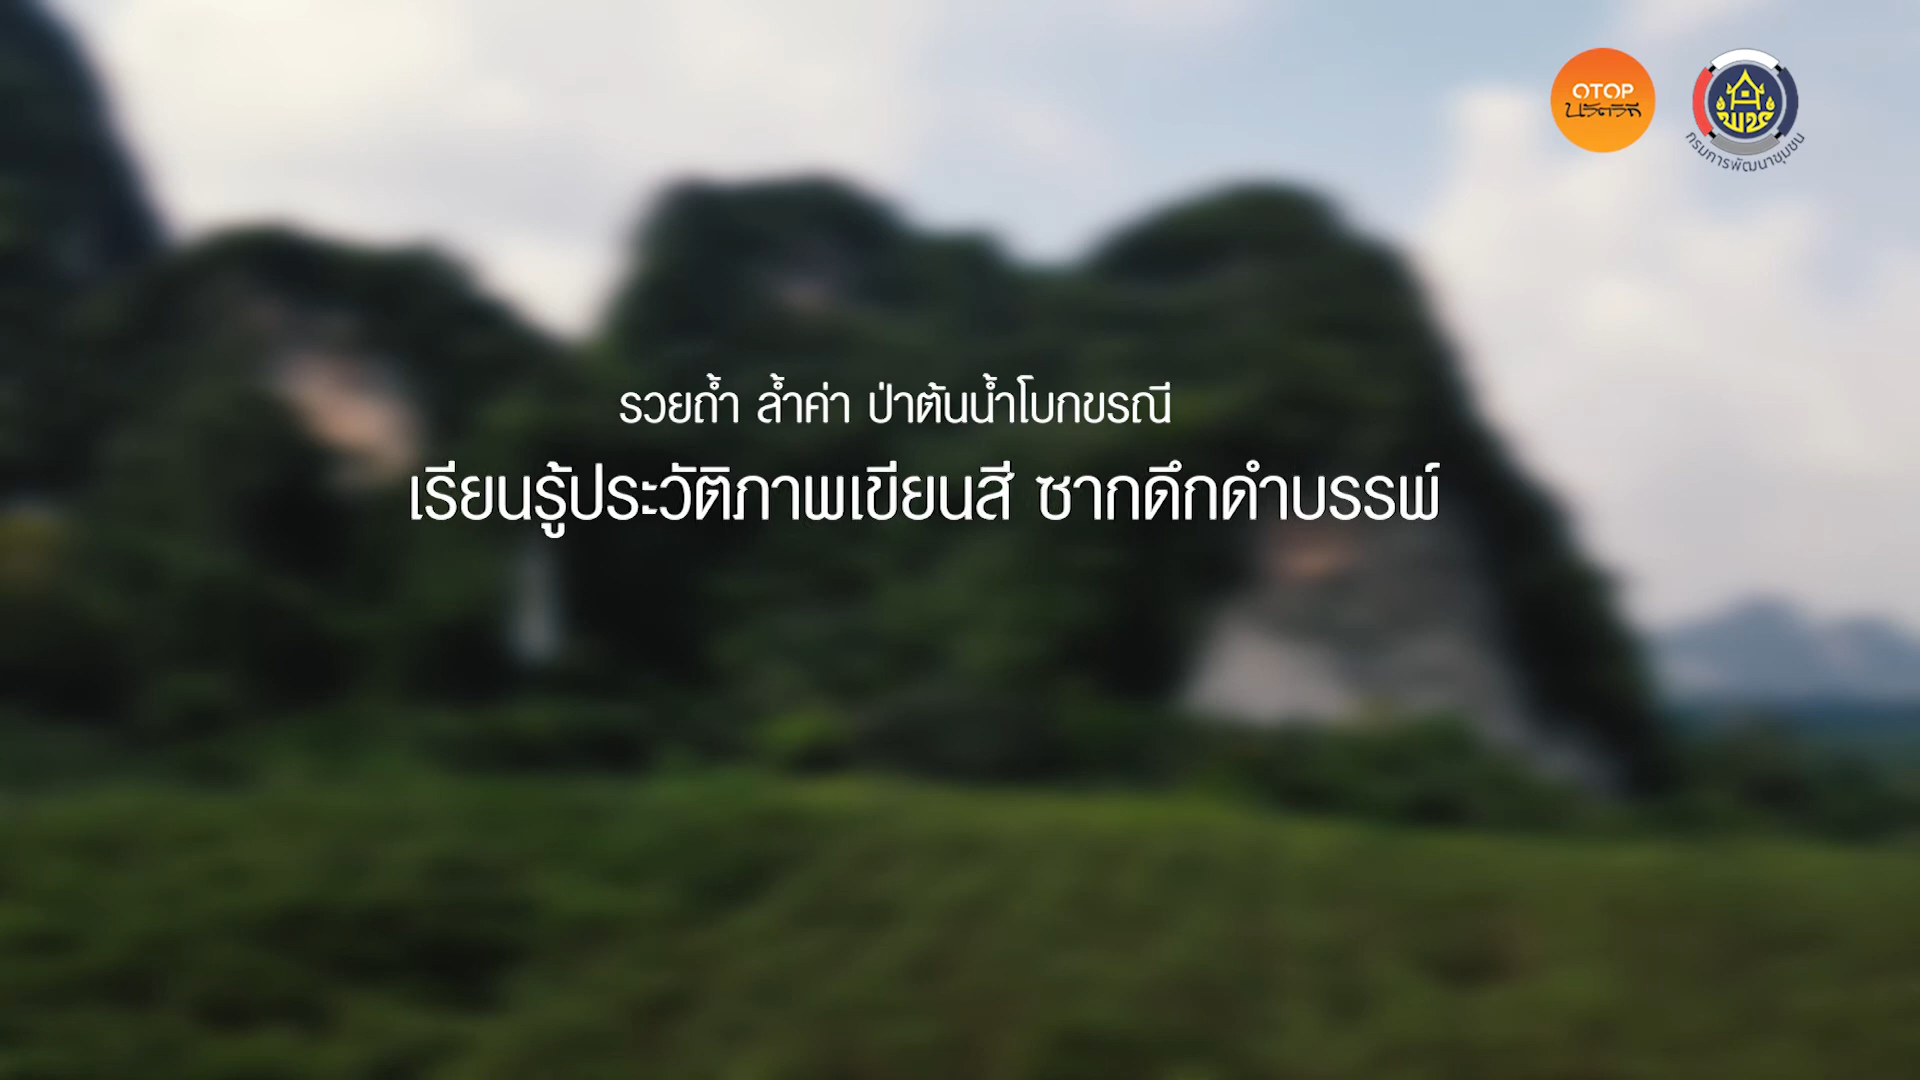 OTOP
นวัตวิถี
พช
กรมการพัฒนาชุมชน
รวยถ้ำ ล้ำค่า ป่าต้นน้ำโบกขรณี
เรียนรู้ประวัติภาพเขียนสี ซากดึกดำบรรพ์